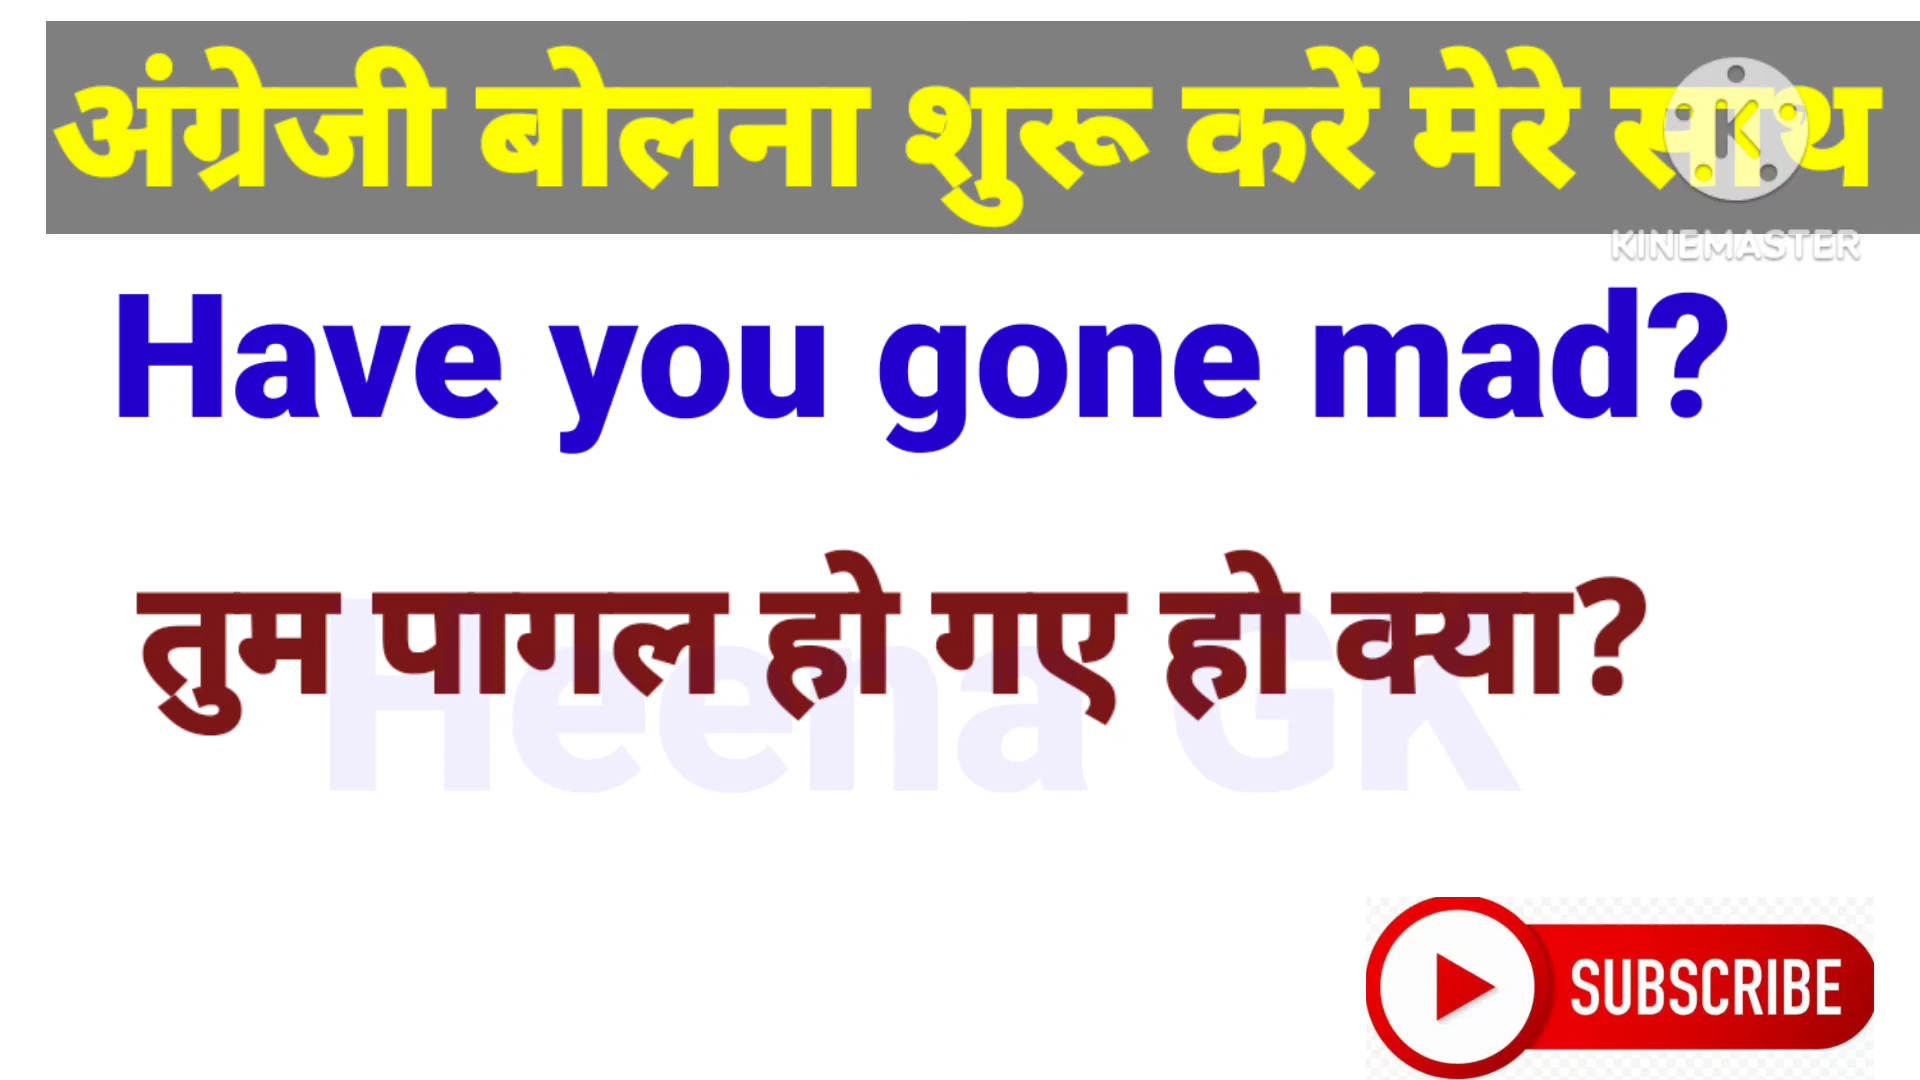 अंग्रेजी बोलना शुरू करें मेरे साथ
KINEMASTER
Have you gone mad?
तुम पागल हो गए हो क्या?
Heena GK
SUBSCRIBE